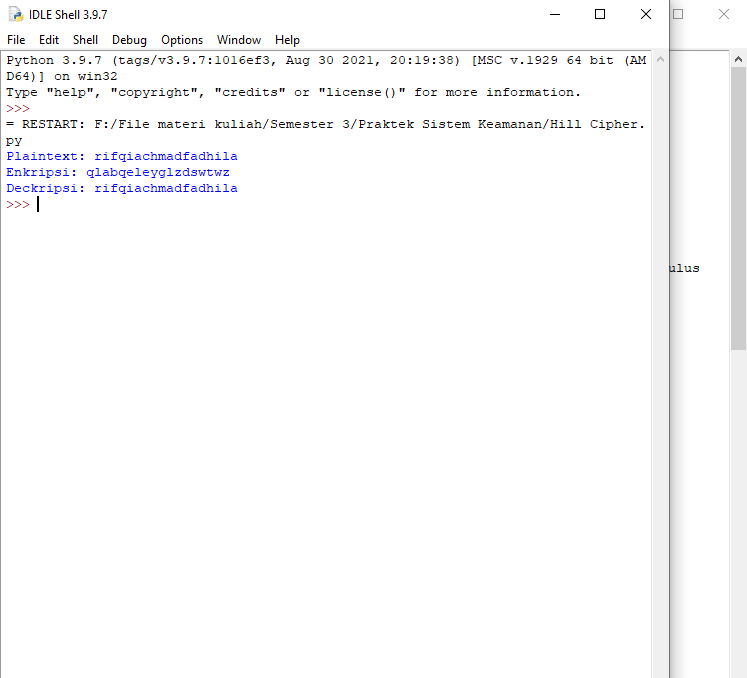 IDLE Shell 3.9.7
File Edit Shell Debug Options Window Help
Python 3.9.7 (tags/v3.9.7:1016ef3, Aug 30 2021, 20:19:38) [MSC v.1929 64 bit (AM
D64)] on win32
Type "help", "copyright", "credits" or "license()" for more information.
>>>
= RESTART: F:/File materi kuliah/Semester 3/Praktek Sistem Keamanan/Hill Cipher.
py
Plaintext: rifqiachmadfadhila
Enkripsi: qlabqeleyglzdswtwz
Deckripsi: rifqiachmadfadhila
>>>
ulus